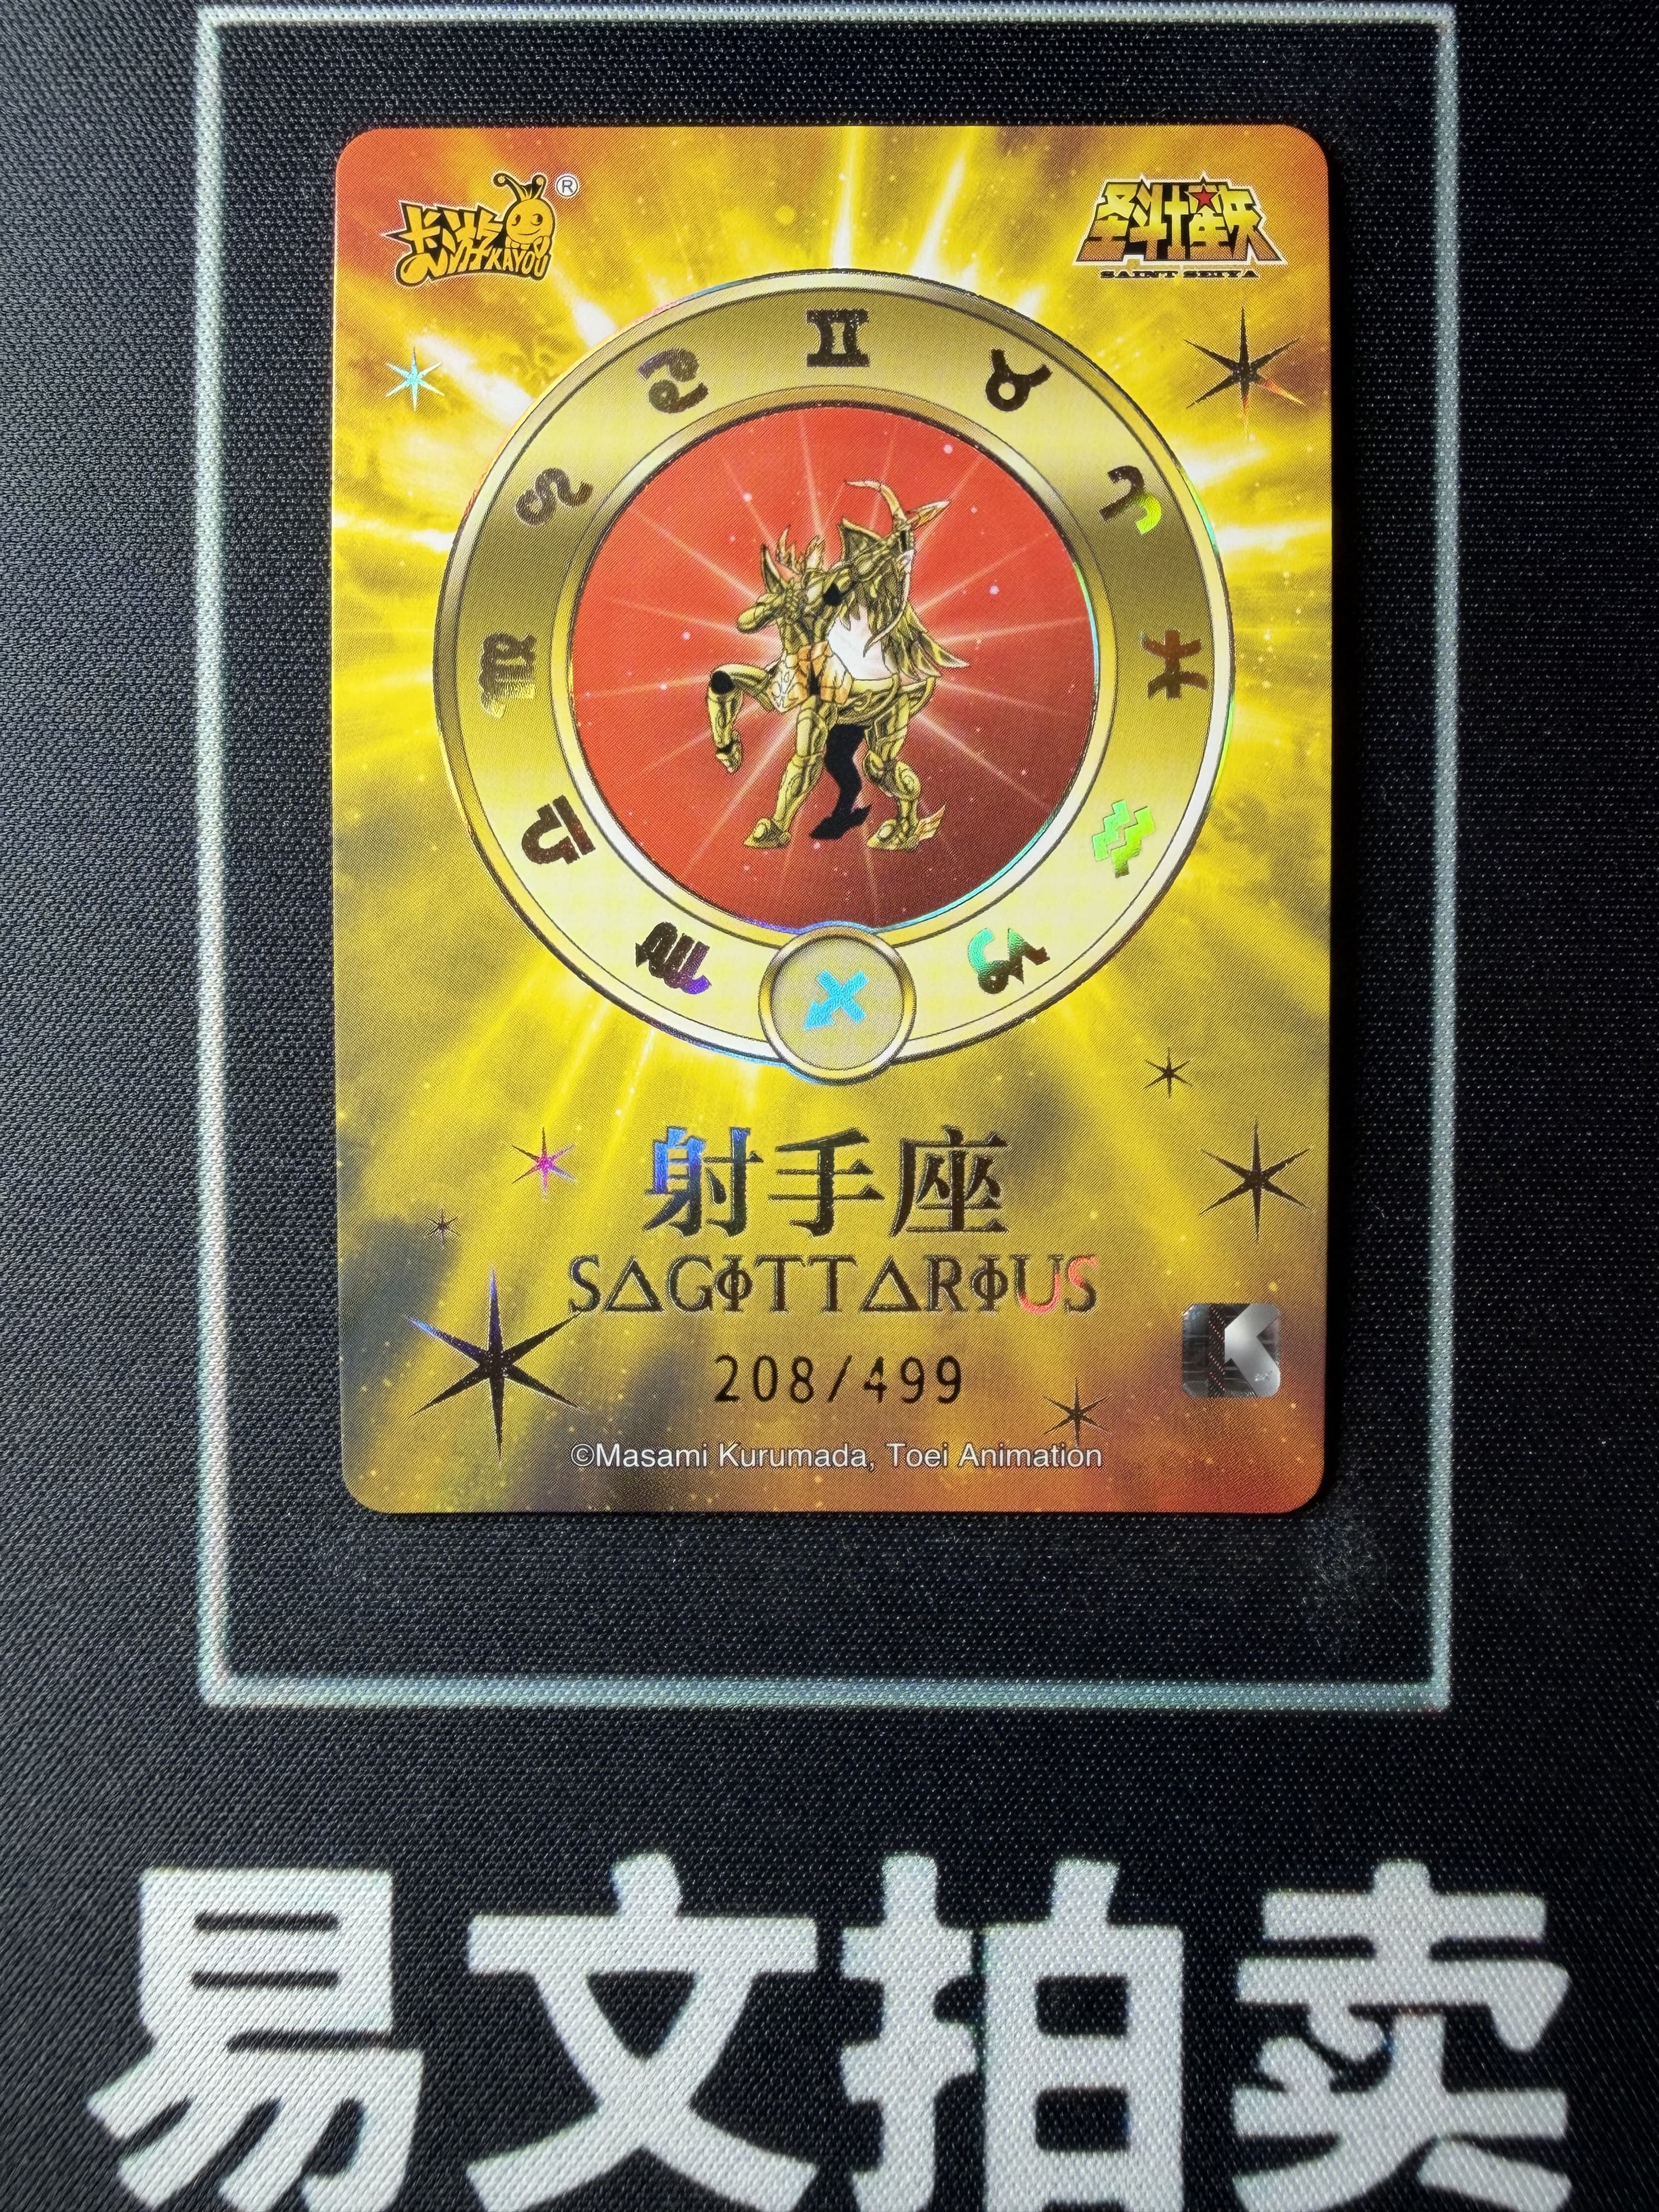 卡游 KAYOU ®
圣斗士星矢
SAINT SEIYA
♊
♋ ♉
♌ ♈
♍ ♓
♎ ♒
♏ ♑
♐
射手座
SΔGΦTTΔRΦUS
208/499
K
©Masami Kurumada, Toei Animation
易文拍卖